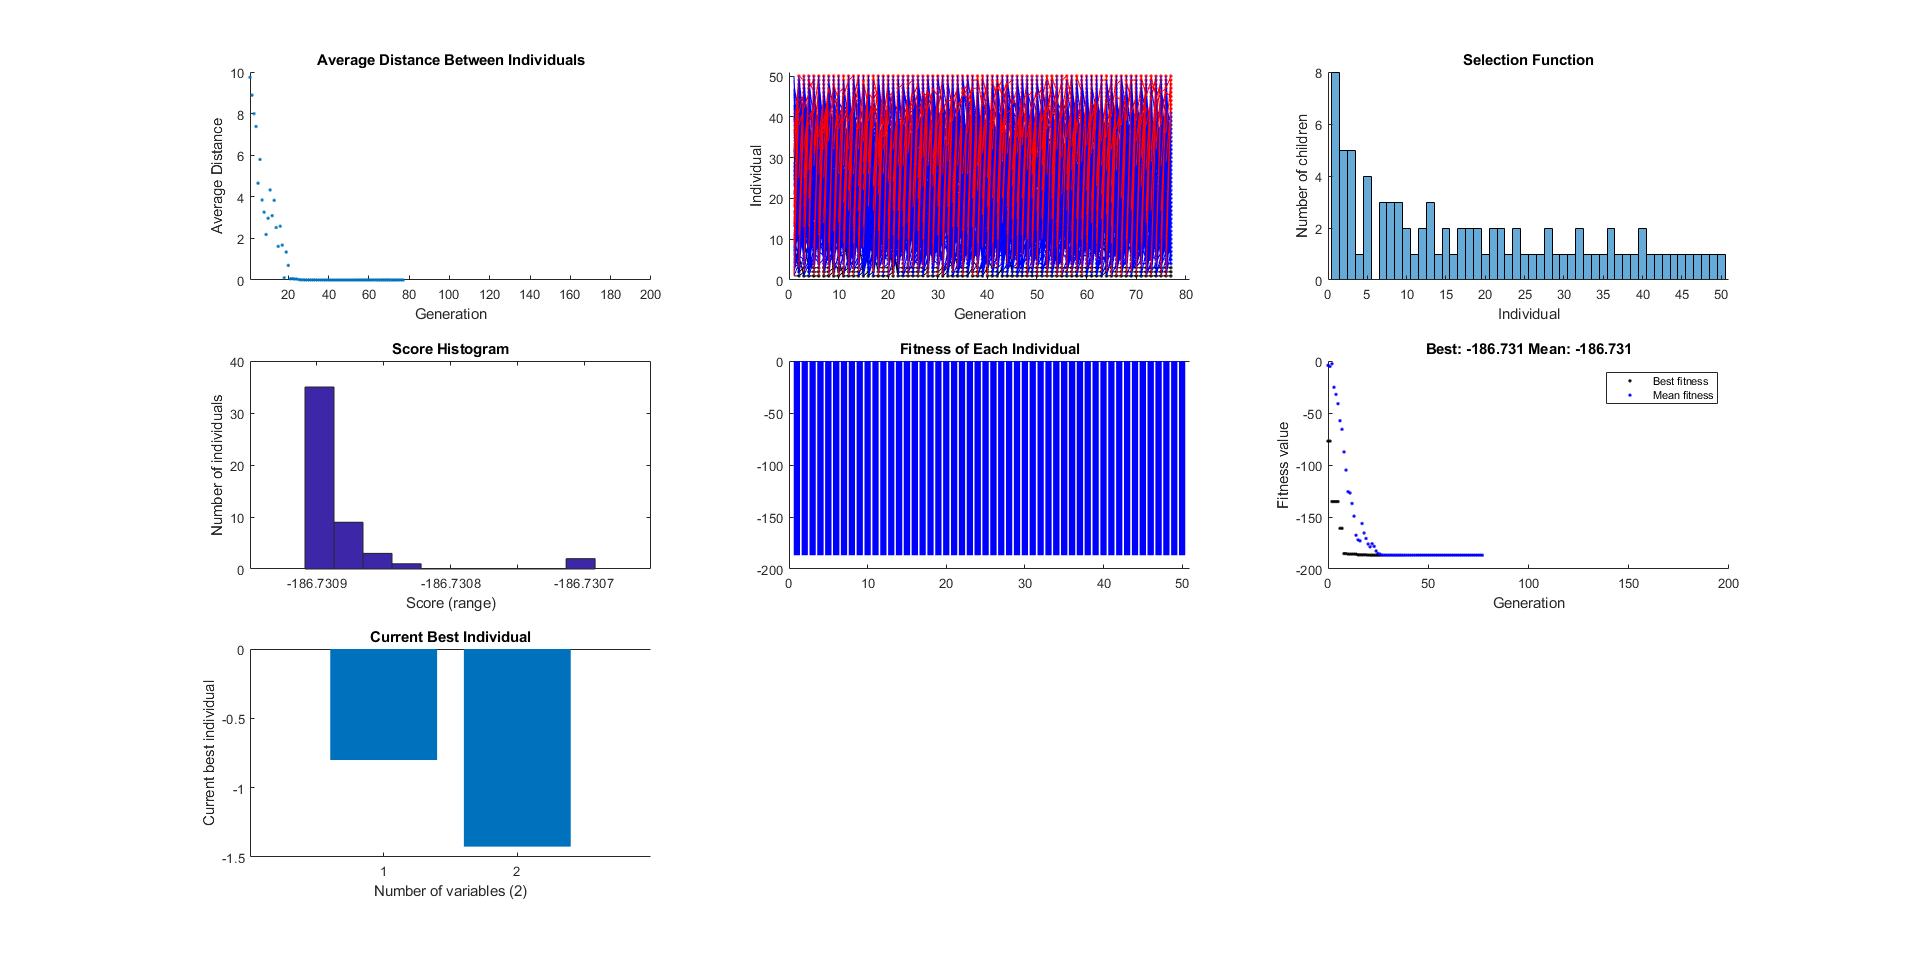 Average Distance Between Individuals
10
8
6
4
2
0
Average Distance
20 40 60 80 100 120 140 160 180 200
Generation
50
40
30
20
10
0
Individual
0 10 20 30 40 50 60 70 80
Generation
Selection Function
8
6
4
2
0
Number of children
0 5 10 15 20 25 30 35 40 45 50
Individual
Score Histogram
40
30
20
10
0
Number of individuals
-186.7309 -186.7308 -186.7307
Score (range)
Fitness of Each Individual
0
-50
-100
-150
-200
0 10 20 30 40 50
Best: -186.731 Mean: -186.731
0
-50
-100
-150
-200
Fitness value
Best fitness
Mean fitness
0 50 100 150 200
Generation
Current Best Individual
0
-0.5
-1
-1.5
Current best individual
1 2
Number of variables (2)